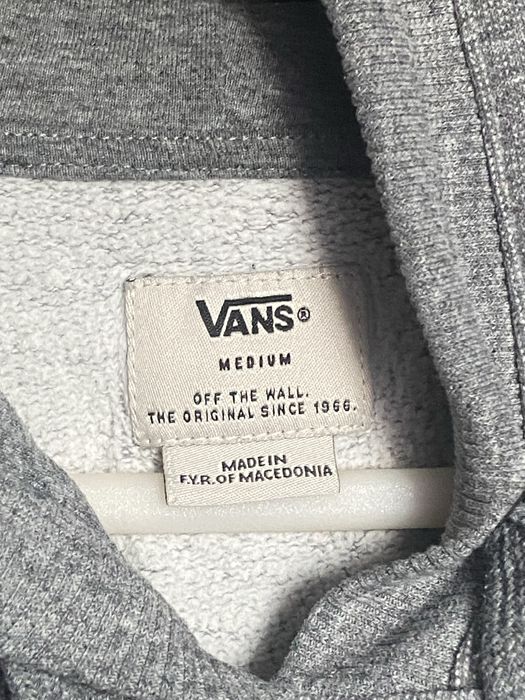 VANS®
MEDIUM
OFF THE WALL.
THE ORIGINAL SINCE 1966.
MADE IN
F.Y.R. OF MACEDONIA